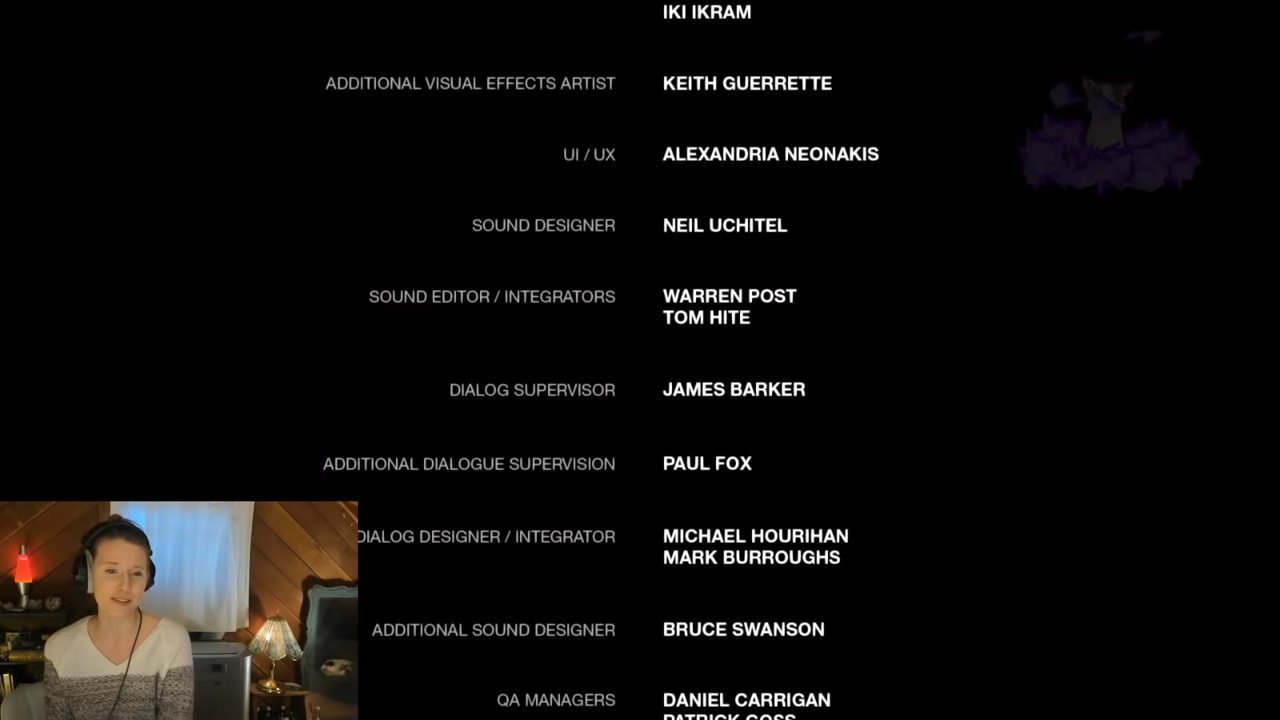 IKI IKRAM
ADDITIONAL VISUAL EFFECTS ARTIST KEITH GUERRETTE
UI / UX ALEXANDRIA NEONAKIS
SOUND DESIGNER NEIL UCHITEL
SOUND EDITOR / INTEGRATORS WARREN POST
TOM HITE
DIALOG SUPERVISOR JAMES BARKER
ADDITIONAL DIALOGUE SUPERVISION PAUL FOX
DIALOG DESIGNER / INTEGRATOR MICHAEL HOURIHAN
MARK BURROUGHS
ADDITIONAL SOUND DESIGNER BRUCE SWANSON
QA MANAGERS DANIEL CARRIGAN
PATRICK GOSS